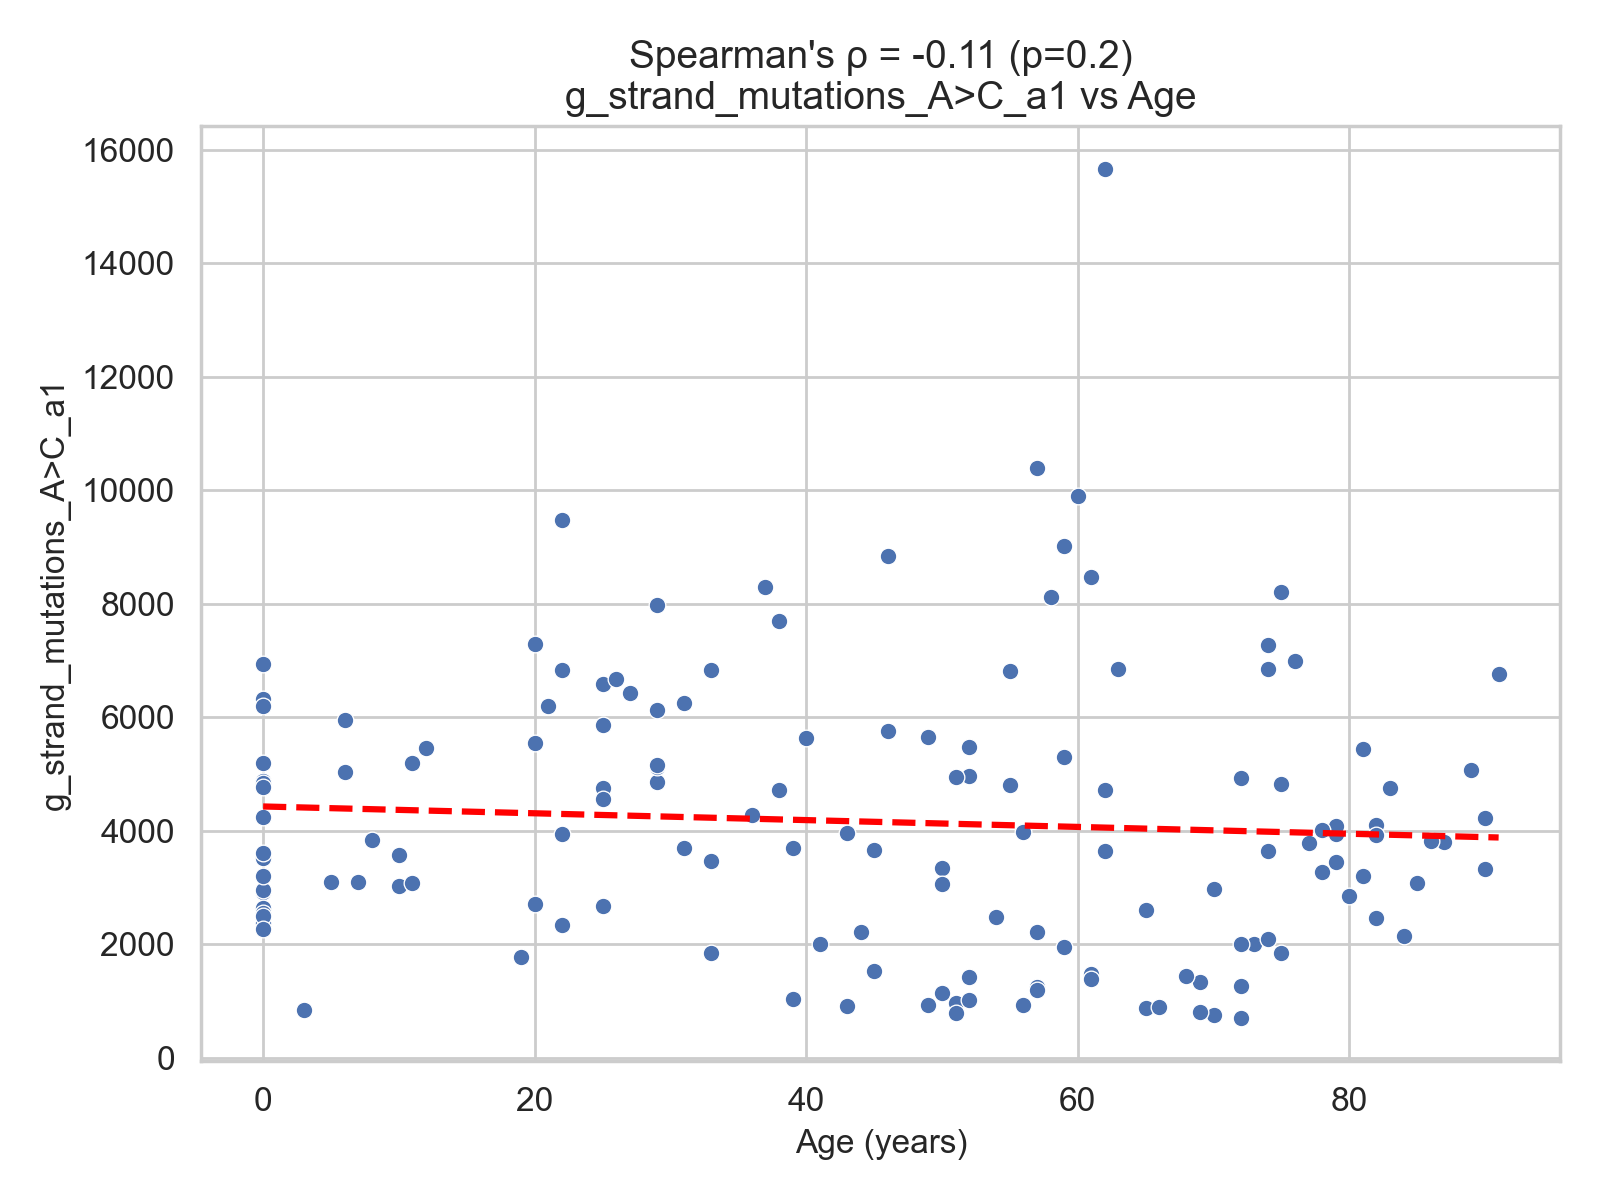 Spearman's ρ = -0.11 (p=0.2)
g_strand_mutations_A>C_a1 vs Age
16000
14000
12000
10000
8000
6000
4000
2000
0
g_strand_mutations_A>C_a1
0 20 40 60 80
Age (years)